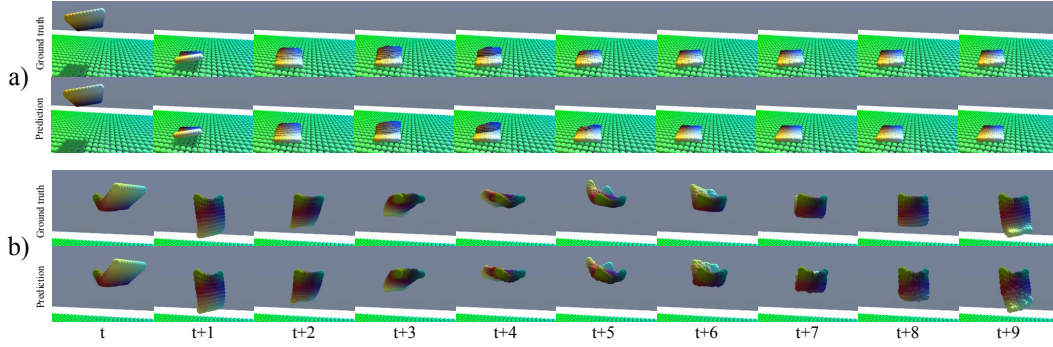 a)
Ground truth
Prediction
b)
Ground truth
Prediction
t t+1 t+2 t+3 t+4 t+5 t+6 t+7 t+8 t+9